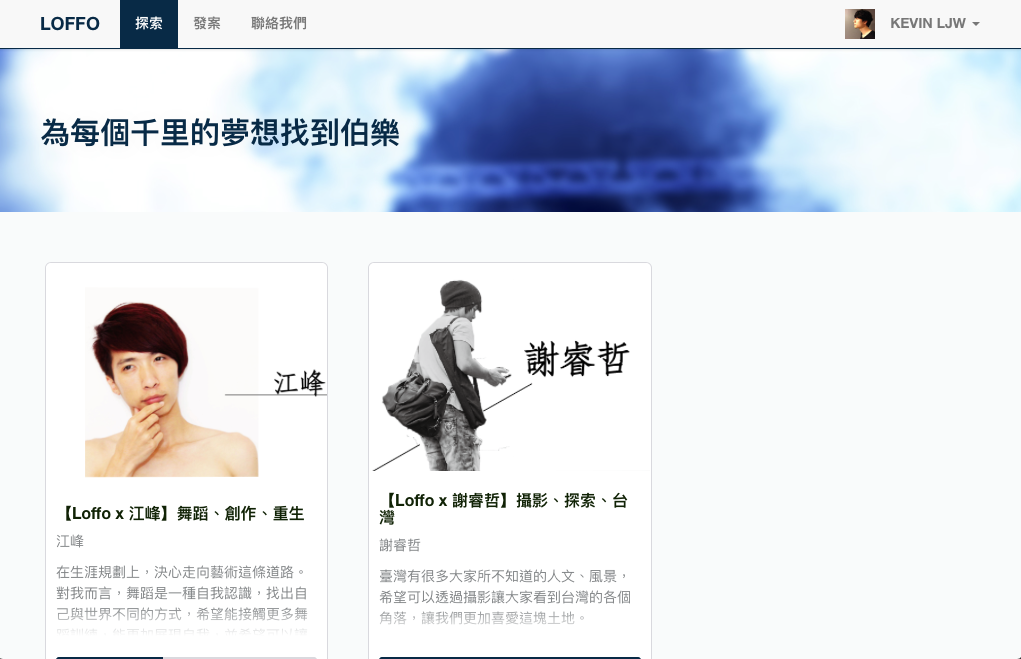 LOFFO 探索 發案 聯絡我們 KEVIN LJW
為每個千里的夢想找到伯樂
江峰
【Loffo x 江峰】舞蹈、創作、重生
江峰
在生涯規劃上，決心走向藝術這條道路。
對我而言，舞蹈是一種自我認識，找出自
己與世界不同的方式，希望能接觸更多舞
謝睿哲
【Loffo x 謝睿哲】攝影、探索、台
灣
謝睿哲
臺灣有很多大家所不知道的人文、風景，
希望可以透過攝影讓大家看到台灣的各個
角落，讓我們更加喜愛這塊土地。